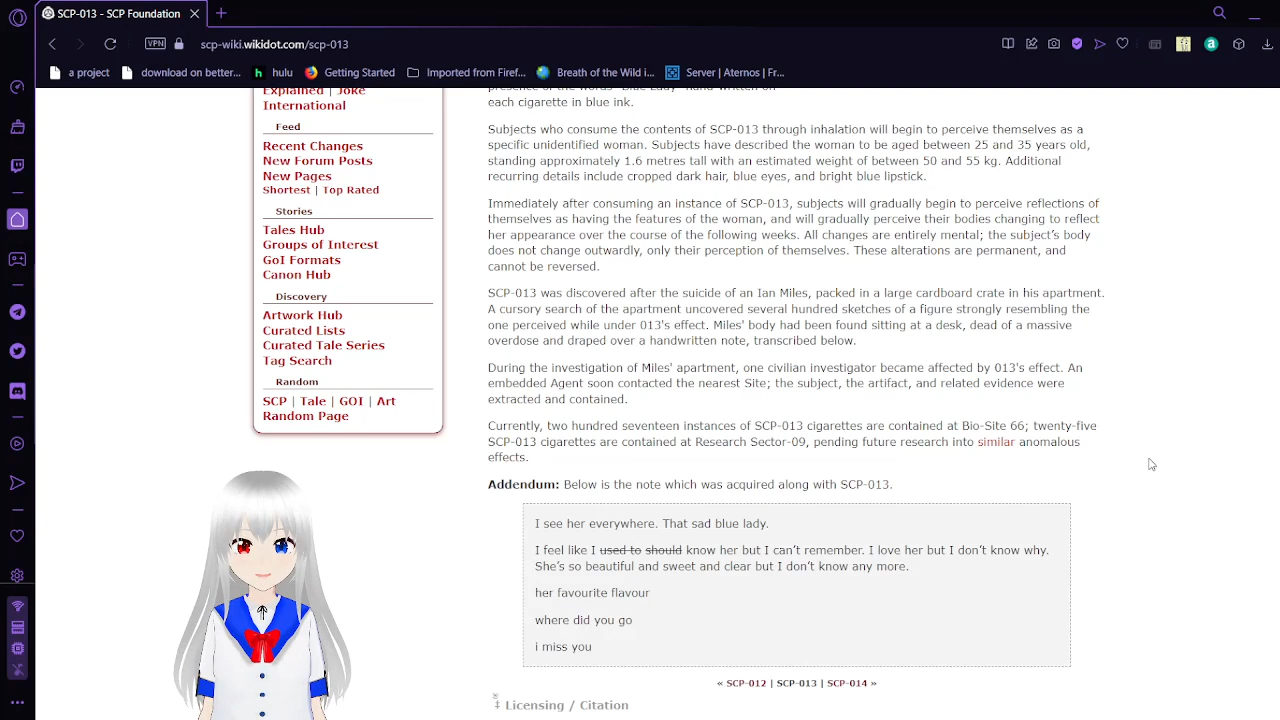 SCP-013 - SCP Foundation
VPN
scp-wiki.wikidot.com/scp-013
a project
download on better...
hulu
Getting Started
Imported from Firef...
Breath of the Wild i...
Server | Aternos | Fr...
Explained | Joke
International
Feed
Recent Changes
New Forum Posts
New Pages
Shortest | Top Rated
Stories
Tales Hub
Groups of Interest
GoI Formats
Canon Hub
Discovery
Artwork Hub
Curated Lists
Curated Tale Series
Tag Search
Random
SCP | Tale | GOI | Art
Random Page
presence of the words "Blue Lady" hand-written on
each cigarette in blue ink.
Subjects who consume the contents of SCP-013 through inhalation will begin to perceive themselves as a
specific unidentified woman. Subjects have described the woman to be aged between 25 and 35 years old,
standing approximately 1.6 metres tall with an estimated weight of between 50 and 55 kg. Additional
recurring details include cropped dark hair, blue eyes, and bright blue lipstick.
Immediately after consuming an instance of SCP-013, subjects will gradually begin to perceive reflections of
themselves as having the features of the woman, and will gradually perceive their bodies changing to reflect
her appearance over the course of the following weeks. All changes are entirely mental; the subject's body
does not change outwardly, only their perception of themselves. These alterations are permanent, and
cannot be reversed.
SCP-013 was discovered after the suicide of an Ian Miles, packed in a large cardboard crate in his apartment.
A cursory search of the apartment uncovered several hundred sketches of a figure strongly resembling the
one perceived while under 013's effect. Miles' body had been found sitting at a desk, dead of a massive
overdose and draped over a handwritten note, transcribed below.
During the investigation of Miles' apartment, one civilian investigator became affected by 013's effect. An
embedded Agent soon contacted the nearest Site; the subject, the artifact, and related evidence were
extracted and contained.
Currently, two hundred seventeen instances of SCP-013 cigarettes are contained at Bio-Site 66; twenty-five
SCP-013 cigarettes are contained at Research Sector-09, pending future research into similar anomalous
effects.
Addendum: Below is the note which was acquired along with SCP-013.
I see her everywhere. That sad blue lady.
I feel like I used to should know her but I can't remember. I love her but I don't know why.
She's so beautiful and sweet and clear but I don't know any more.
her favourite flavour
where did you go
i miss you
« SCP-012 | SCP-013 | SCP-014 »
‡ Licensing / Citation